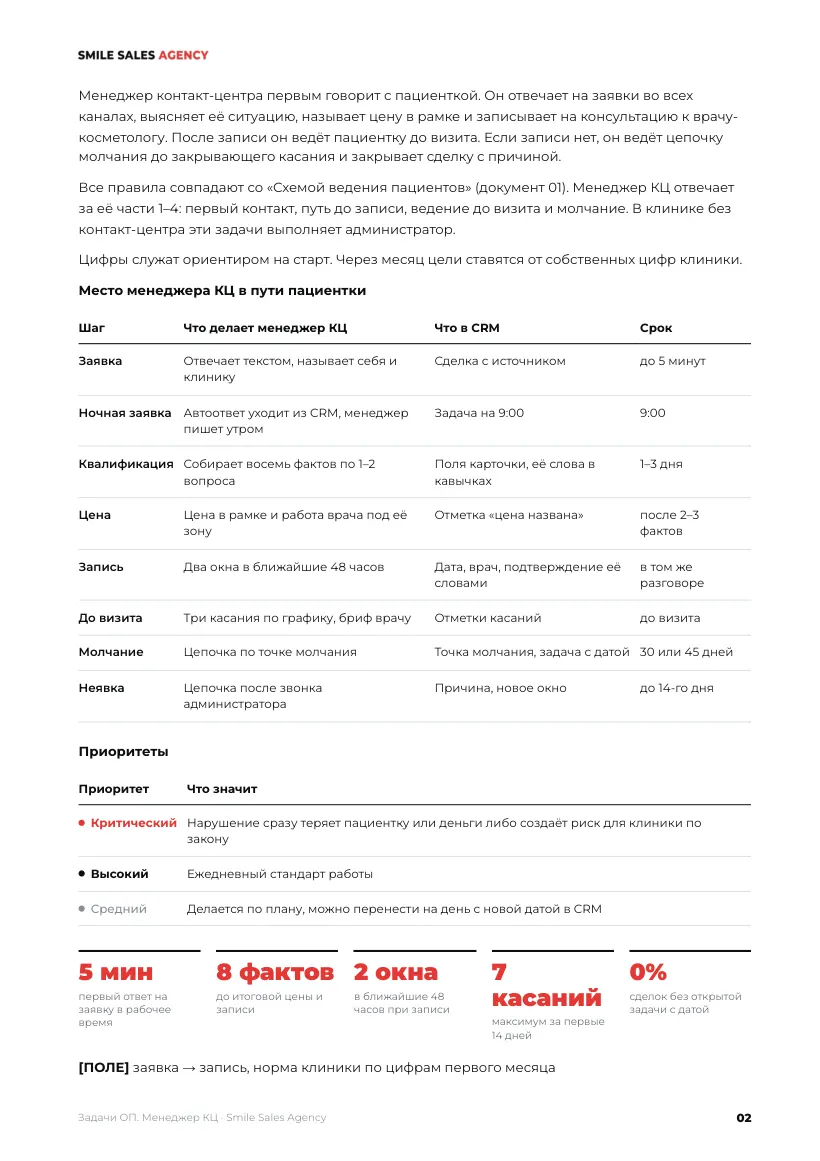 SMILE SALES AGENCY
Менеджер контакт-центра первым говорит с пациенткой. Он отвечает на заявки во всех
каналах, выясняет её ситуацию, называет цену в рамке и записывает на консультацию к врачу-
косметологу. После записи он ведёт пациентку до визита. Если записи нет, он ведёт цепочку
молчания до закрывающего касания и закрывает сделку с причиной.
Все правила совпадают со «Схемой ведения пациентов» (документ 01). Менеджер КЦ отвечает
за её части 1–4: первый контакт, путь до записи, ведение до визита и молчание. В клинике без
контакт-центра эти задачи выполняет администратор.
Цифры служат ориентиром на старт. Через месяц цели ставятся от собственных цифр клиники.
Место менеджера КЦ в пути пациентки
Шаг Что делает менеджер КЦ Что в CRM Срок
Заявка Отвечает текстом, называет себя и Сделка с источником до 5 минут
клинику
Ночная заявка Автоответ уходит из CRM, менеджер Задача на 9:00 9:00
пишет утром
Квалификация Собирает восемь фактов по 1–2 Поля карточки, её слова в 1–3 дня
вопроса кавычках
Цена Цена в рамке и работа врача под её Отметка «цена названа» после 2–3
зону фактов
Запись Два окна в ближайшие 48 часов Дата, врач, подтверждение её в том же
словами разговоре
До визита Три касания по графику, бриф врачу Отметки касаний до визита
Молчание Цепочка по точке молчания Точка молчания, задача с датой 30 или 45 дней
Неявка Цепочка после звонка Причина, новое окно до 14-го дня
администратора
Приоритеты
Приоритет Что значит
• Критический Нарушение сразу теряет пациентку или деньги либо создаёт риск для клиники по
закону
• Высокий Ежедневный стандарт работы
• Средний Делается по плану, можно перенести на день с новой датой в CRM
5 мин
первый ответ на
заявку в рабочее
время
8 фактов
до итоговой цены и
записи
2 окна
в ближайшие 48
часов при записи
7
касаний
максимум за первые
14 дней
0%
сделок без открытой
задачи с датой
[ПОЛЕ] заявка → запись, норма клиники по цифрам первого месяца
Задачи ОП. Менеджер КЦ · Smile Sales Agency 02